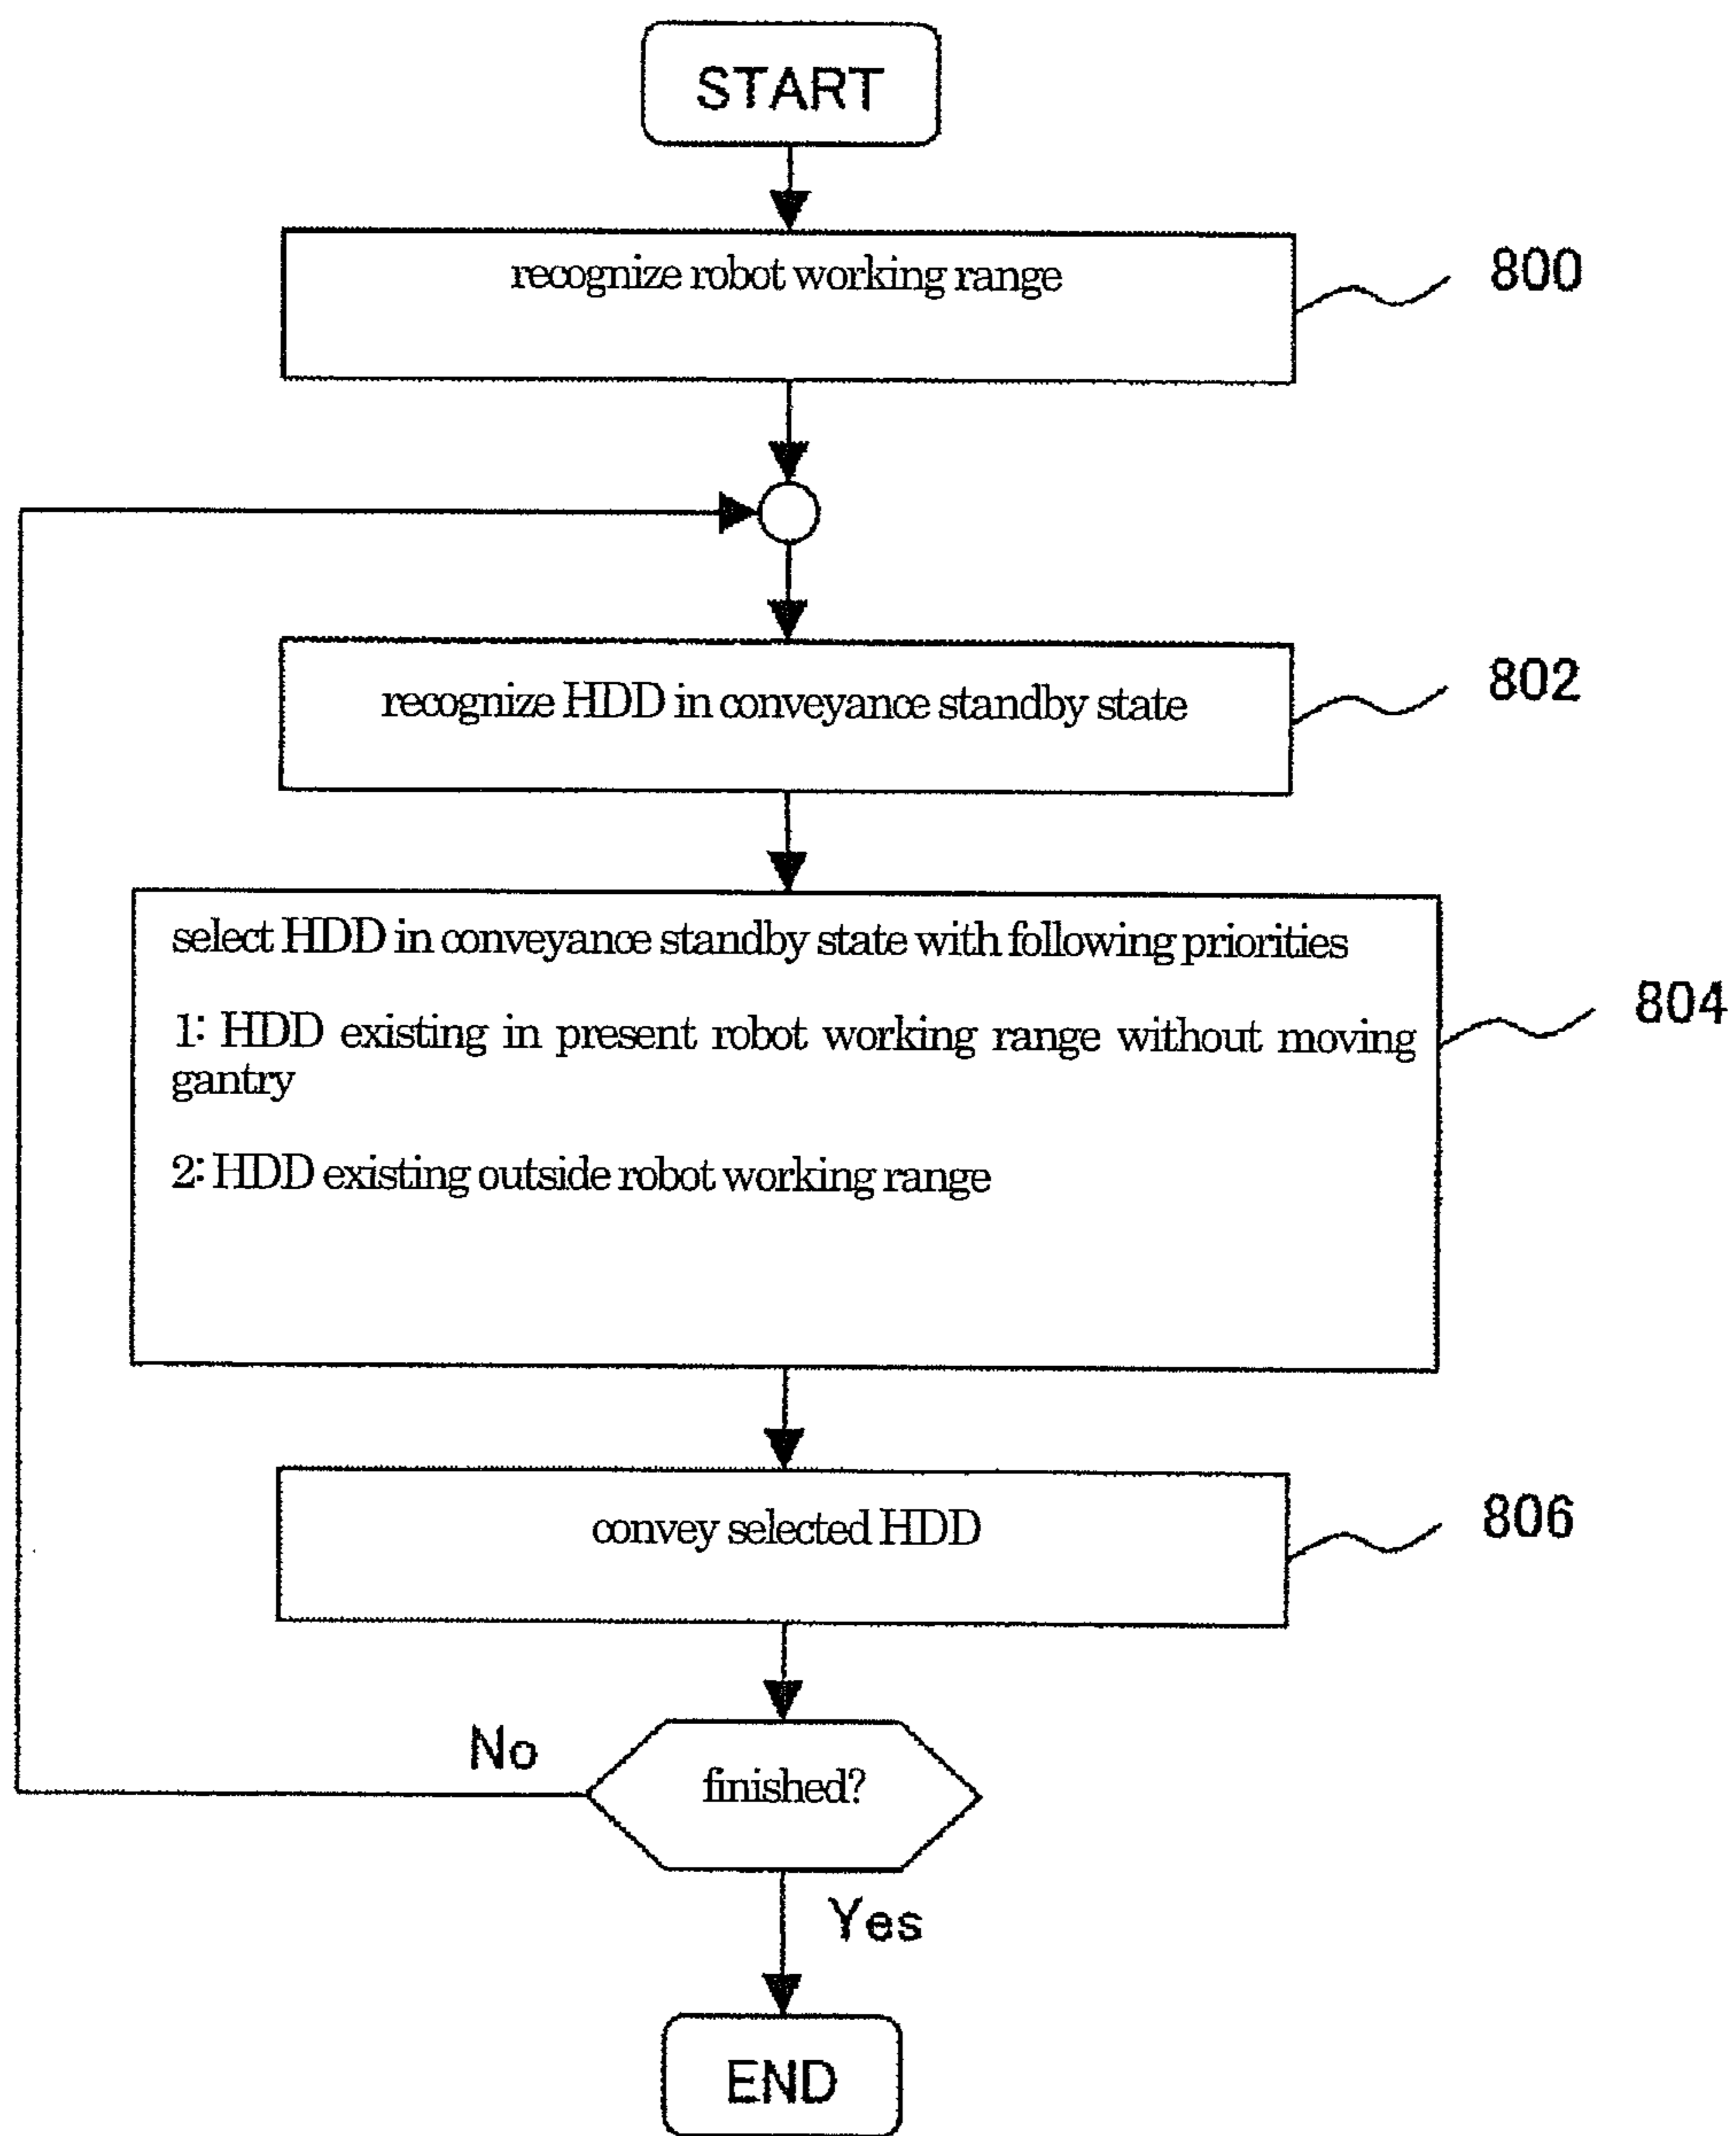 START
recognize robot working range
800
recognize HDD in conveyance standby state
802
select HDD in conveyance standby state with following priorities
1: HDD existing in present robot working range without moving
gantry
2: HDD existing outside robot working range
804
convey selected HDD
806
finished?
No
Yes
END